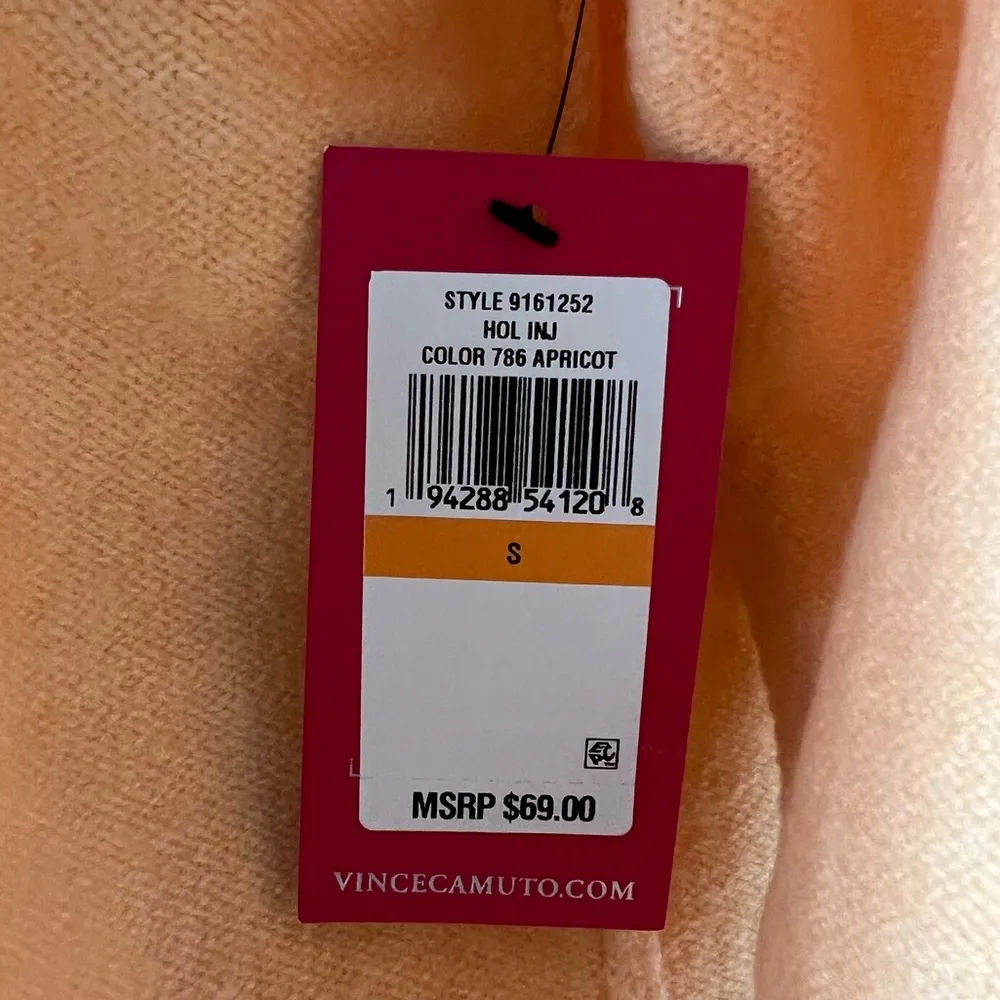 STYLE 9161252
HOL INJ
COLOR 786 APRICOT
1 94288 54120 8
S
MSRP $69.00
VINCECAMUTO.COM